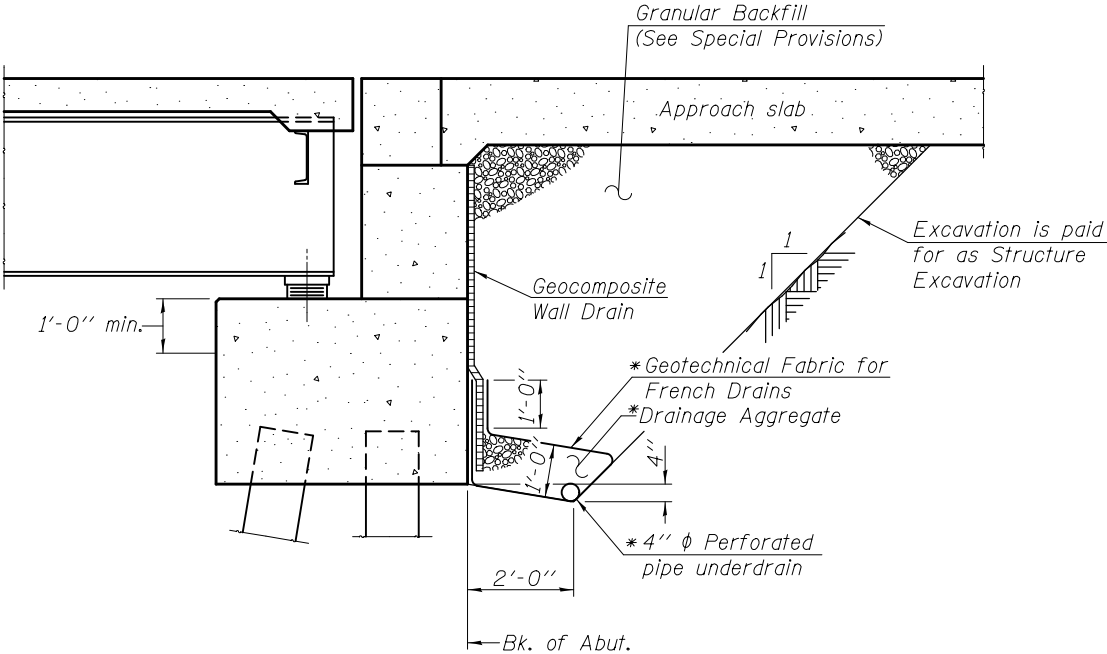 Granular Backfill
(See Special Provisions)
Approach slab
1
1
Excavation is paid
for as Structure
Excavation
Geocomposite
Wall Drain
1'-0'' min.
*Geotechnical Fabric for
French Drains
1'-0''
*Drainage Aggregate
1'-0''
4''
*4'' ϕ Perforated
pipe underdrain
2'-0''
Bk. of Abut.